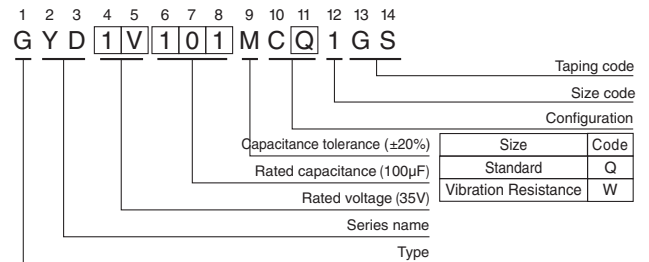 1 2 3 4 5 6 7 8 9 10 11 12 13 14
G Y D 1 V 1 0 1 M C Q 1 G S
Taping code
Size code
Configuration
Capacitance tolerance (±20%)
Rated capacitance (100μF)
Rated voltage (35V)
Series name
Type
Size Code
Standard Q
Vibration Resistance W